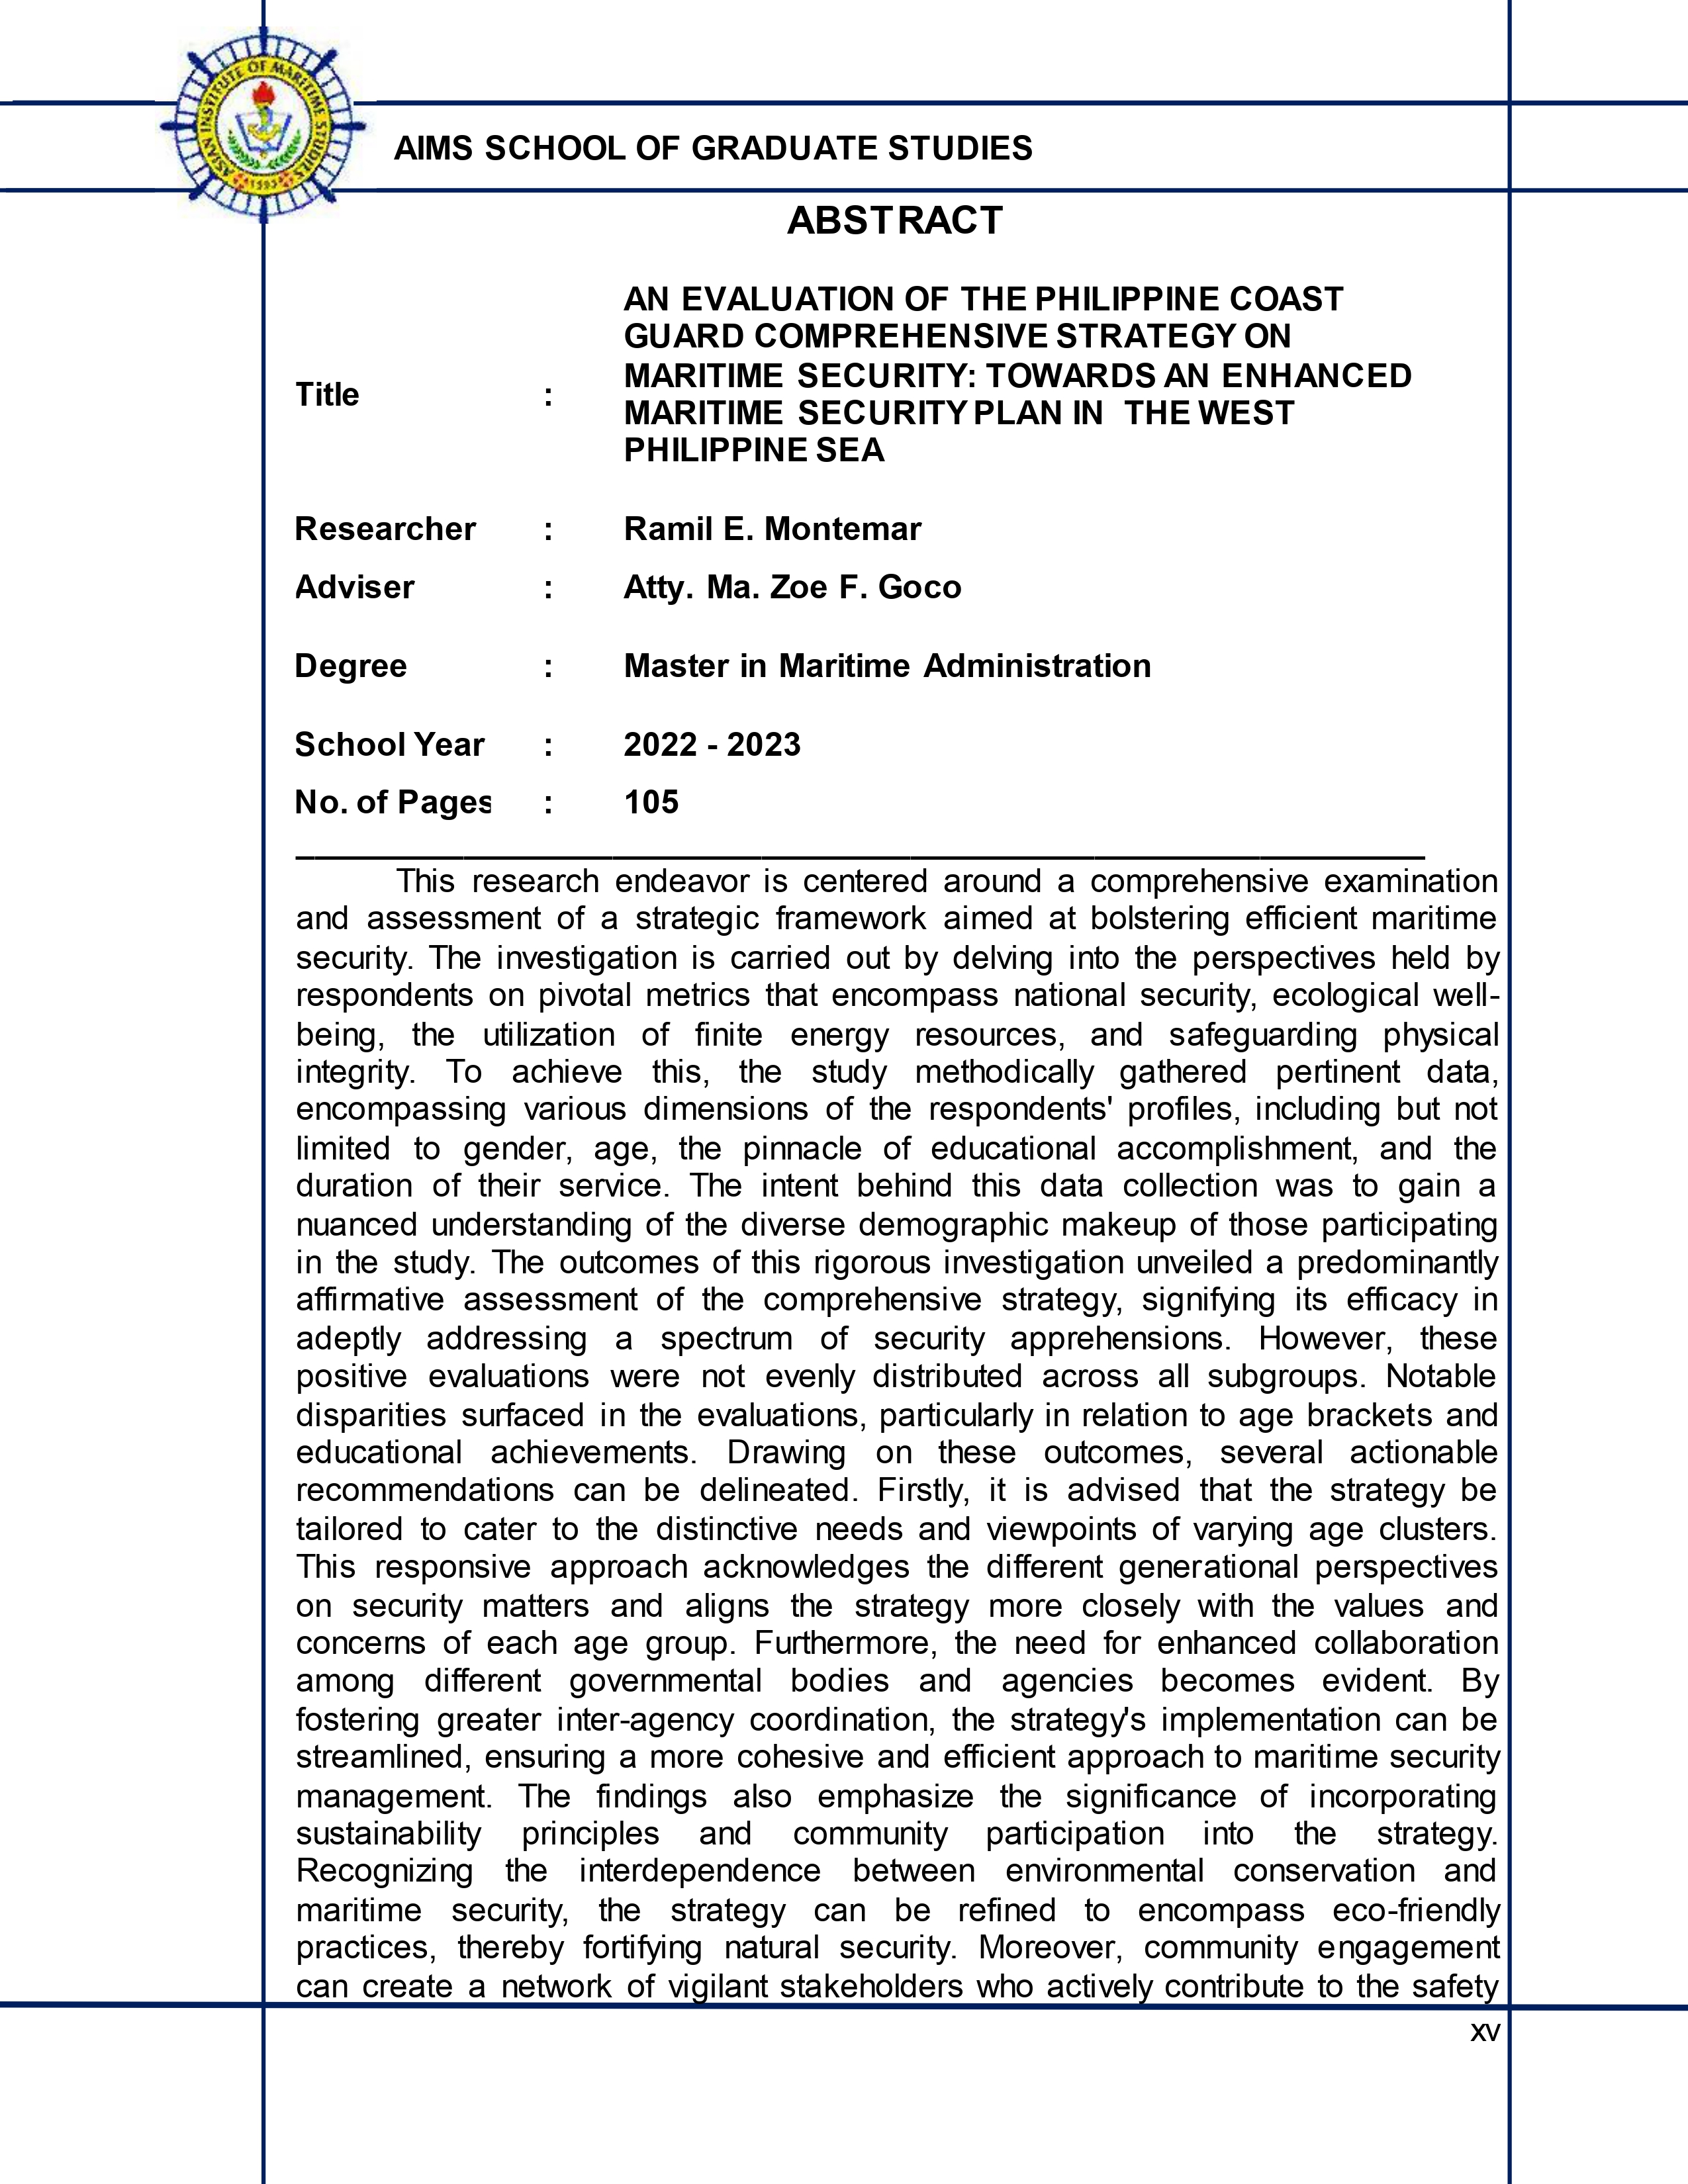 ASIAN INSTITUTE OF MARITIME STUDIES
1993
AIMS SCHOOL OF GRADUATE STUDIES
ABSTRACT
Title : AN EVALUATION OF THE PHILIPPINE COAST
GUARD COMPREHENSIVE STRATEGY ON
MARITIME SECURITY: TOWARDS AN ENHANCED
MARITIME SECURITY PLAN IN THE WEST
PHILIPPINE SEA
Researcher : Ramil E. Montemar
Adviser : Atty. Ma. Zoe F. Goco
Degree : Master in Maritime Administration
School Year : 2022 - 2023
No. of Pages : 105
This research endeavor is centered around a comprehensive examination
and assessment of a strategic framework aimed at bolstering efficient maritime
security. The investigation is carried out by delving into the perspectives held by
respondents on pivotal metrics that encompass national security, ecological well-
being, the utilization of finite energy resources, and safeguarding physical
integrity. To achieve this, the study methodically gathered pertinent data,
encompassing various dimensions of the respondents' profiles, including but not
limited to gender, age, the pinnacle of educational accomplishment, and the
duration of their service. The intent behind this data collection was to gain a
nuanced understanding of the diverse demographic makeup of those participating
in the study. The outcomes of this rigorous investigation unveiled a predominantly
affirmative assessment of the comprehensive strategy, signifying its efficacy in
adeptly addressing a spectrum of security apprehensions. However, these
positive evaluations were not evenly distributed across all subgroups. Notable
disparities surfaced in the evaluations, particularly in relation to age brackets and
educational achievements. Drawing on these outcomes, several actionable
recommendations can be delineated. Firstly, it is advised that the strategy be
tailored to cater to the distinctive needs and viewpoints of varying age clusters.
This responsive approach acknowledges the different generational perspectives
on security matters and aligns the strategy more closely with the values and
concerns of each age group. Furthermore, the need for enhanced collaboration
among different governmental bodies and agencies becomes evident. By
fostering greater inter-agency coordination, the strategy's implementation can be
streamlined, ensuring a more cohesive and efficient approach to maritime security
management. The findings also emphasize the significance of incorporating
sustainability principles and community participation into the strategy.
Recognizing the interdependence between environmental conservation and
maritime security, the strategy can be refined to encompass eco-friendly
practices, thereby fortifying natural security. Moreover, community engagement
can create a network of vigilant stakeholders who actively contribute to the safety
xv